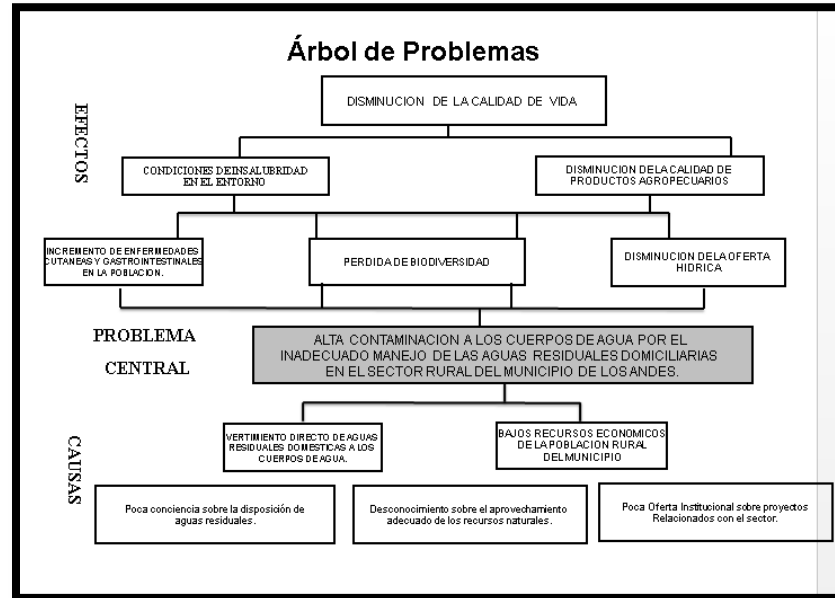 Árbol de Problemas
EFECTOS
DISMINUCION DE LA CALIDAD DE VIDA
CONDICIONES DE INSALUBRIDAD
EN EL ENTORNO
DISMINUCION DE LA CALIDAD DE
PRODUCTOS AGROPECUARIOS
INCREMENTO DE ENFERMEDADES
CUTANEAS Y GASTROINTESTINALES
EN LA POBLACION.
PERDIDA DE BIODIVERSIDAD
DISMINUCION DE LA OFERTA
HIDRICA
PROBLEMA
CENTRAL
ALTA CONTAMINACION A LOS CUERPOS DE AGUA POR EL
INADECUADO MANEJO DE LAS AGUAS RESIDUALES DOMICILIARIAS
EN EL SECTOR RURAL DEL MUNICIPIO DE LOS ANDES.
CAUSAS
VERTIMIENTO DIRECTO DE AGUAS
RESIDUALES DOMESTICAS A LOS
CUERPOS DE AGUA.
BAJOS RECURSOS ECONOMICOS
DE LA POBLACION RURAL
DEL MUNICIPIO
Poca conciencia sobre la disposición de
aguas residuales.
Desconocimiento sobre el aprovechamiento
adecuado de los recursos naturales.
Poca Oferta Institucional sobre proyectos
Relacionados con el sector.